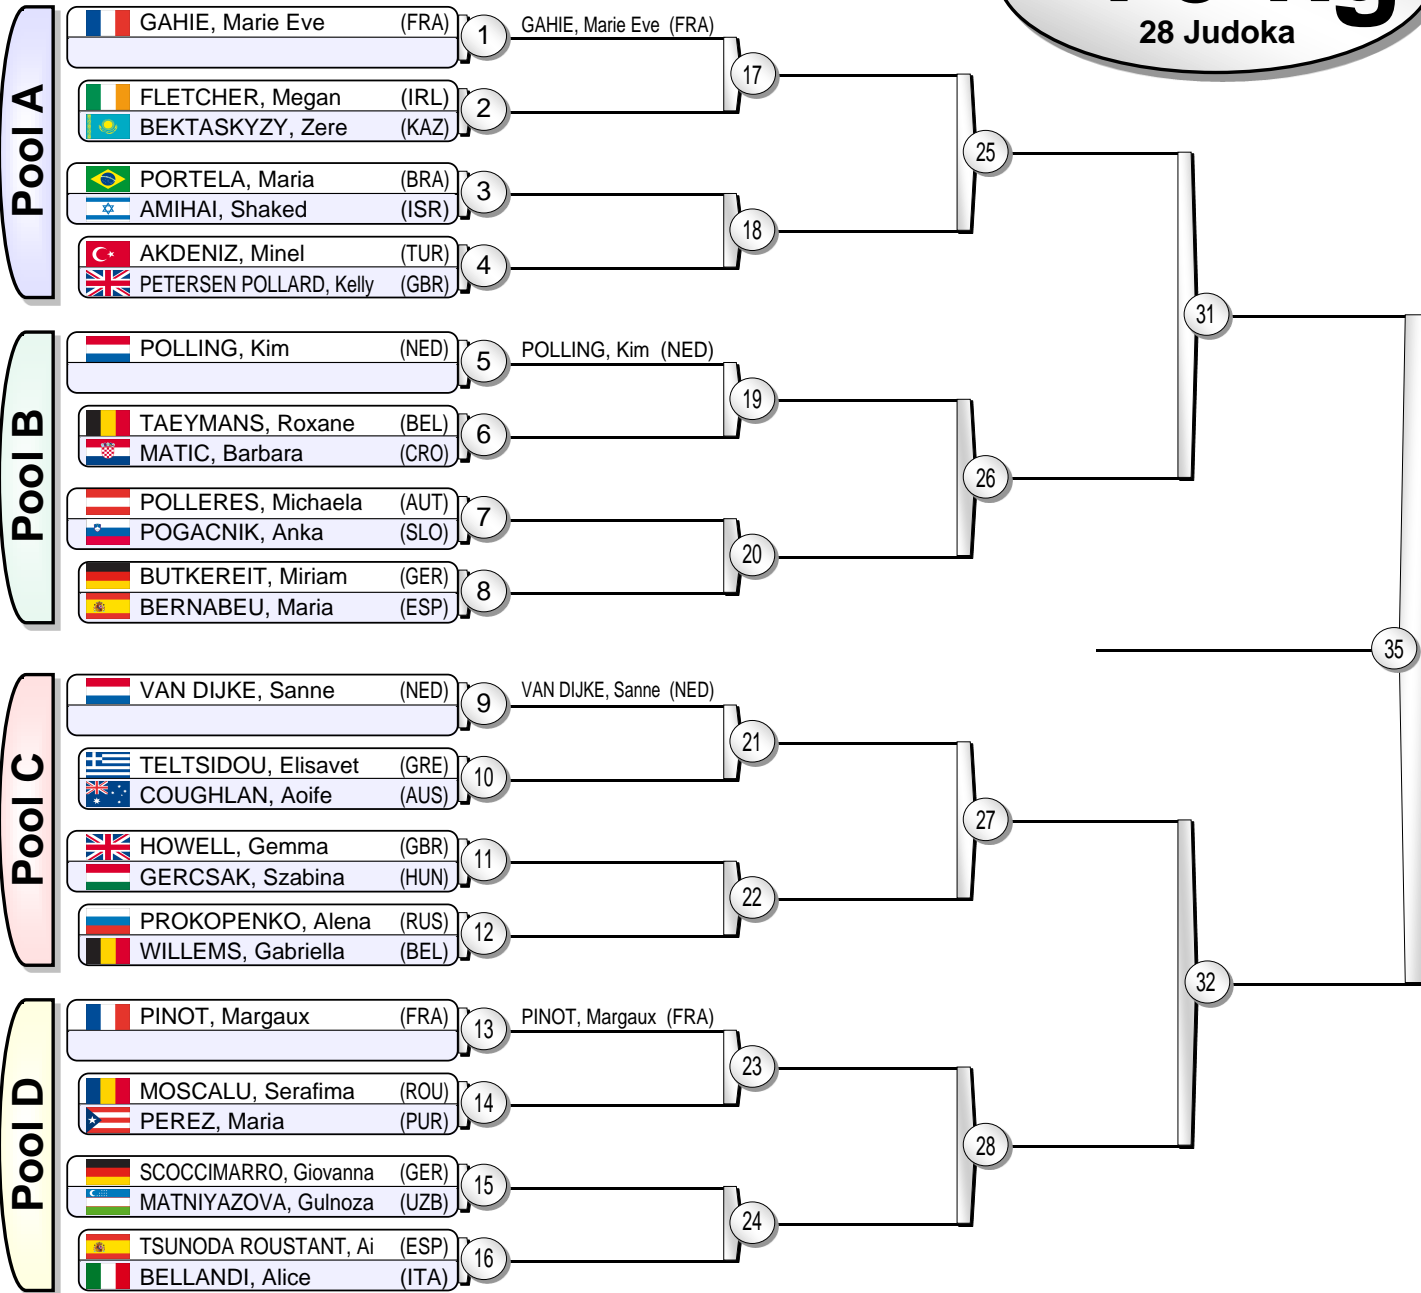 28 Judoka
Pool A
GAHIE, Marie Eve (FRA) 1 GAHIE, Marie Eve (FRA)
17
FLETCHER, Megan (IRL)
2
BEKTASKYZY, Zere (KAZ)
25
PORTELA, Maria (BRA)
3
AMIHAI, Shaked (ISR)
18
AKDENIZ, Minel (TUR)
4
PETERSEN POLLARD, Kelly (GBR)
31
Pool B
POLLING, Kim (NED) 5 POLLING, Kim (NED)
19
TAEYMANS, Roxane (BEL)
6
MATIC, Barbara (CRO)
26
POLLERES, Michaela (AUT)
7
POGACNIK, Anka (SLO)
20
BUTKEREIT, Miriam (GER)
8
BERNABEU, Maria (ESP)
35
Pool C
VAN DIJKE, Sanne (NED) 9 VAN DIJKE, Sanne (NED)
21
TELTSIDOU, Elisavet (GRE)
10
COUGHLAN, Aoife (AUS)
27
HOWELL, Gemma (GBR)
11
GERCSAK, Szabina (HUN)
22
PROKOPENKO, Alena (RUS)
12
WILLEMS, Gabriella (BEL)
32
Pool D
PINOT, Margaux (FRA) 13 PINOT, Margaux (FRA)
23
MOSCALU, Serafima (ROU)
14
PEREZ, Maria (PUR)
28
SCOCCIMARRO, Giovanna (GER)
15
MATNIYAZOVA, Gulnoza (UZB)
24
TSUNODA ROUSTANT, Ai (ESP)
16
BELLANDI, Alice (ITA)